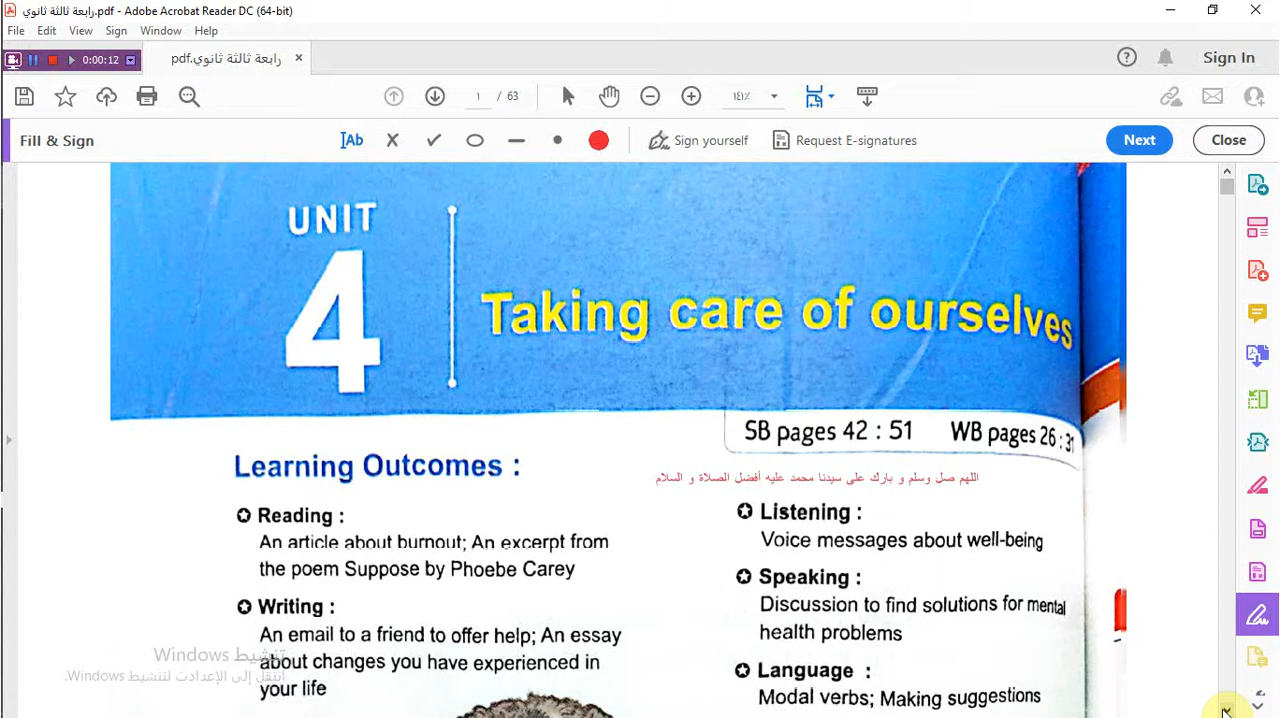 رابعة ثالثة ثانوي.pdf - Adobe Acrobat Reader DC (64-bit)
File Edit View Sign Window Help
0:00:12
رابعة ثالثة ثانوي.pdf
Sign In
١ / 63
١٤١٪
Fill & Sign
Ab
Sign yourself
Request E-signatures
Next
Close
UNIT
4
Taking care of ourselves
SB pages 42 : 51 WB pages 26 : 31
Learning Outcomes :
اللهم صل وسلم و بارك على سيدنا محمد عليه أفضل الصلاة و السلام
Reading :
An article about burnout; An excerpt from
the poem Suppose by Phoebe Carey
Writing :
An email to a friend to offer help; An essay
about changes you have experienced in
your life
Listening :
Voice messages about well-being
Speaking :
Discussion to find solutions for mental
health problems
Language :
Modal verbs; Making suggestions
تنشيط Windows
انتقل إلى الإعدادت لتنشيط Windows.